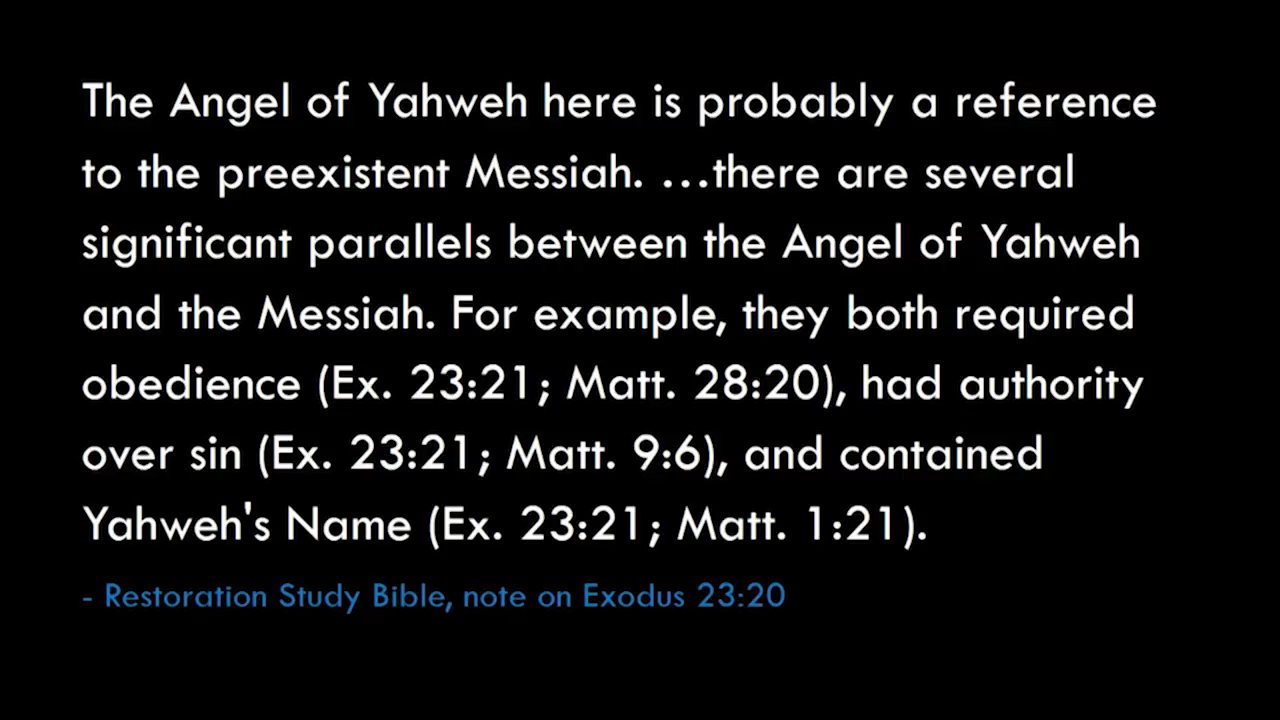 The Angel of Yahweh here is probably a reference
to the preexistent Messiah. …there are several
significant parallels between the Angel of Yahweh
and the Messiah. For example, they both required
obedience (Ex. 23:21; Matt. 28:20), had authority
over sin (Ex. 23:21; Matt. 9:6), and contained
Yahweh's Name (Ex. 23:21; Matt. 1:21).
- Restoration Study Bible, note on Exodus 23:20